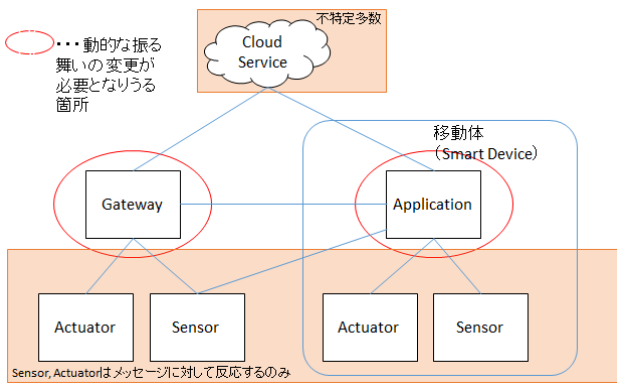 不特定多数
・・・動的な振る
舞いの変更が
必要となりうる
箇所
Cloud
Service
移動体
（Smart Device）
Gateway
Application
Actuator
Sensor
Actuator
Sensor
Sensor, Actuatorはメッセージに対して反応するのみ